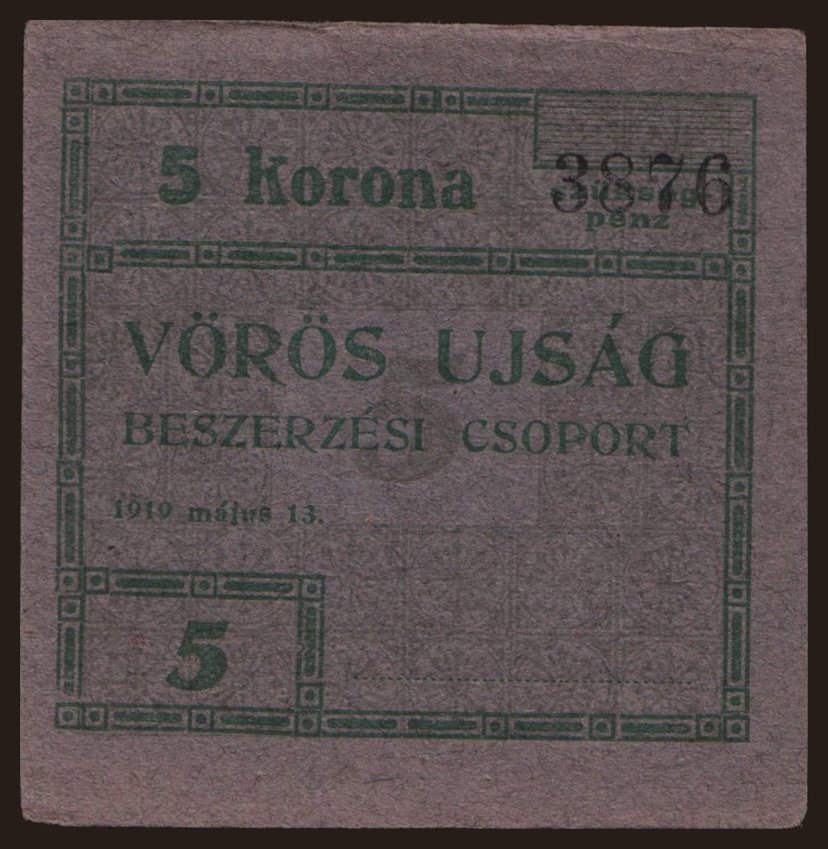 5 korona
3876
pénz
VÖRÖS UJSÁG
BESZERZÉSI CSOPORT
1919 május 13.
5